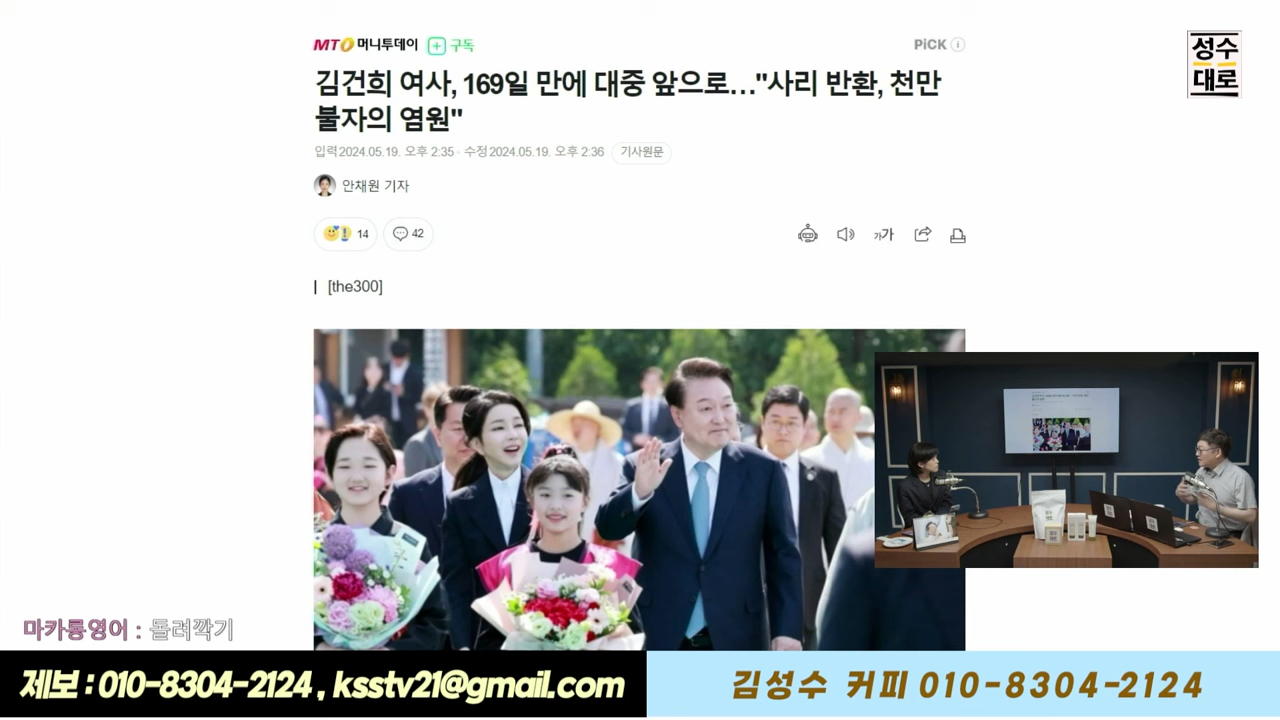 MTO 머니투데이 + 구독
PiCK i
김건희 여사, 169일 만에 대중 앞으로…"사리 반환, 천만
불자의 염원"
입력2024.05.19. 오후 2:35 · 수정2024.05.19. 오후 2:36 기사원문
안채원 기자
14 42
가가
[the300]
성수
대로
마카롱영어 : 돌려깍기
제보 : 010-8304-2124 , ksstv21@gmail.com
김성수 커피 010-8304-2124